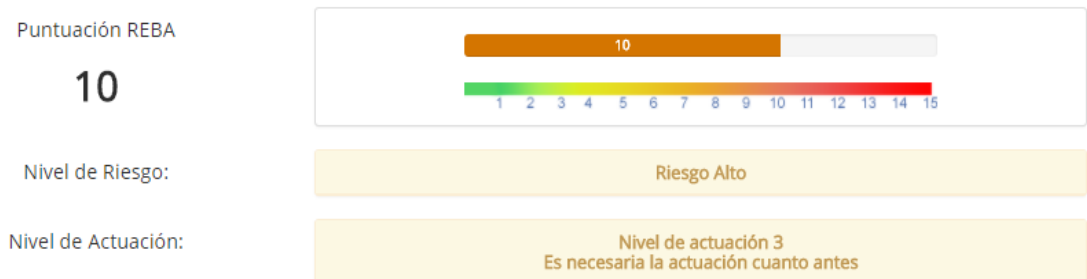 Puntuación REBA
10
10
1 2 3 4 5 6 7 8 9 10 11 12 13 14 15
Nivel de Riesgo:
Riesgo Alto
Nivel de Actuación:
Nivel de actuación 3
Es necesaria la actuación cuanto antes